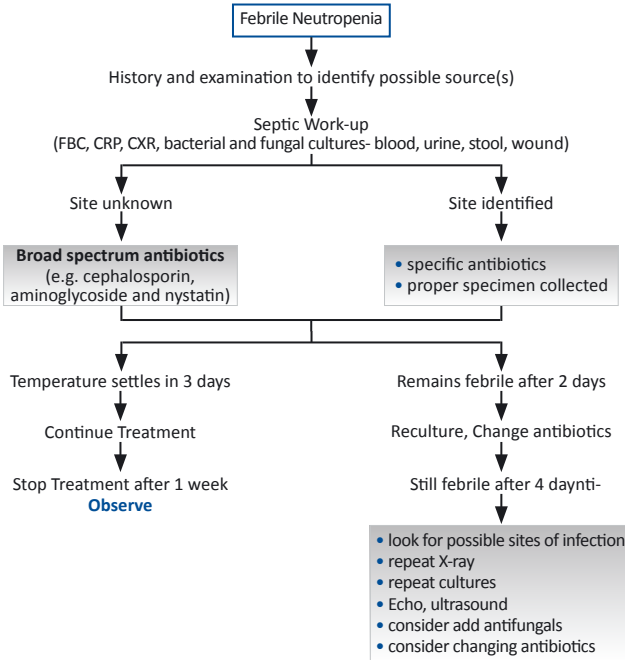 Febrile Neutropenia
History and examination to identify possible source(s)
Septic Work-up
(FBC, CRP, CXR, bacterial and fungal cultures- blood, urine, stool, wound)
Site unknown
Site identified
Broad spectrum antibiotics
(e.g. cephalosporin,
aminoglycoside and nystatin)
• specific antibiotics
• proper specimen collected
Temperature settles in 3 days
Remains febrile after 2 days
Continue Treatment
Reculture, Change antibiotics
Stop Treatment after 1 week
Observe
Still febrile after 4 daynti-
• look for possible sites of infection
• repeat X-ray
• repeat cultures
• Echo, ultrasound
• consider add antifungals
• consider changing antibiotics